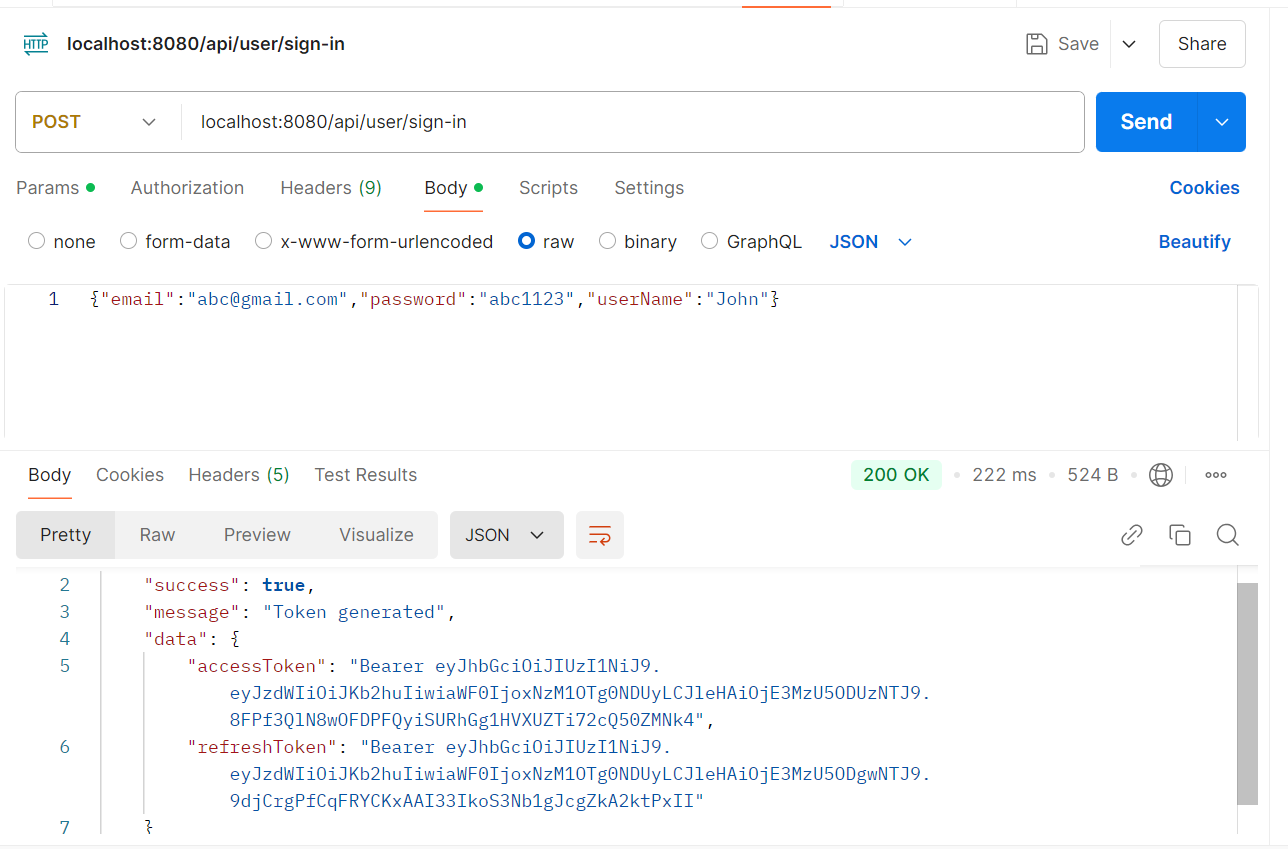 HTTP localhost:8080/api/user/sign-in Save Share
POST localhost:8080/api/user/sign-in Send
Params Authorization Headers (9) Body Scripts Settings Cookies
none form-data x-www-form-urlencoded raw binary GraphQL JSON Beautify
1 {"email":"abc@gmail.com","password":"abc1123","userName":"John"}
Body Cookies Headers (5) Test Results 200 OK 222 ms 524 B
Pretty Raw Preview Visualize JSON
2 "success": true,
3 "message": "Token generated",
4 "data": {
5 "accessToken": "Bearer eyJhbGciOiJIUzI1NiJ9.
eyJzdWIiOiJKb2huIiwiaWF0IjoxNzM1OTg0NDUyLCJleHAiOjE3MzU5ODUzNTJ9.
8FPf3QlN8wOFDPFQyiSURhGg1HVXUZTi72cQ50ZMNk4",
6 "refreshToken": "Bearer eyJhbGciOiJIUzI1NiJ9.
eyJzdWIiOiJKb2huIiwiaWF0IjoxNzM1OTg0NDUyLCJleHAiOjE3MzU5ODgwNTJ9.
9djCrgPfCqFRYCKxAAI33IkoS3Nb1gJcgZkA2ktPxII"
7 }